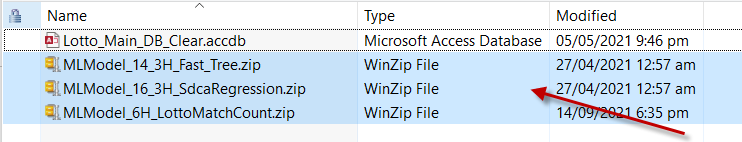 Name Type Modified
Lotto_Main_DB_Clear.accdb Microsoft Access Database 05/05/2021 9:46 pm
MLModel_14_3H_Fast_Tree.zip WinZip File 27/04/2021 12:57 am
MLModel_16_3H_SdcaRegression.zip WinZip File 27/04/2021 12:57 am
MLModel_6H_LottoMatchCount.zip WinZip File 14/09/2021 6:35 pm